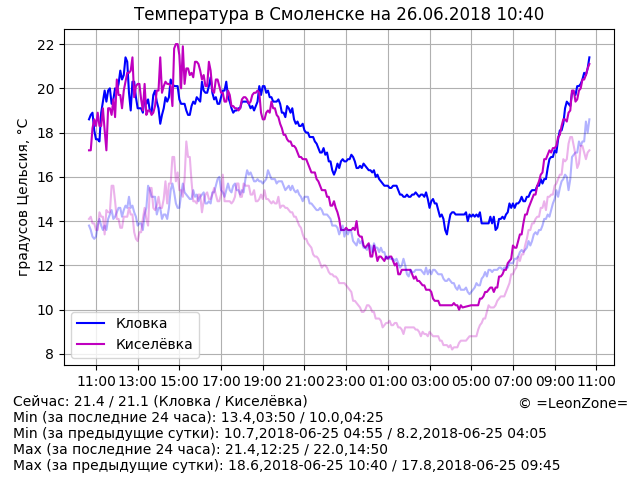 Температура в Смоленске на 26.06.2018 10:40
градусов Цельсия, °C
22
20
18
16
14
12
10
8
Кловка
Киселёвка
11:00 13:00 15:00 17:00 19:00 21:00 23:00 01:00 03:00 05:00 07:00 09:00 11:00
Сейчас: 21.4 / 21.1 (Кловка / Киселёвка)
© =LeonZone=
Min (за последние 24 часа): 13.4,03:50 / 10.0,04:25
Min (за предыдущие сутки): 10.7,2018-06-25 04:55 / 8.2,2018-06-25 04:05
Max (за последние 24 часа): 21.4,12:25 / 22.0,14:50
Max (за предыдущие сутки): 18.6,2018-06-25 10:40 / 17.8,2018-06-25 09:45